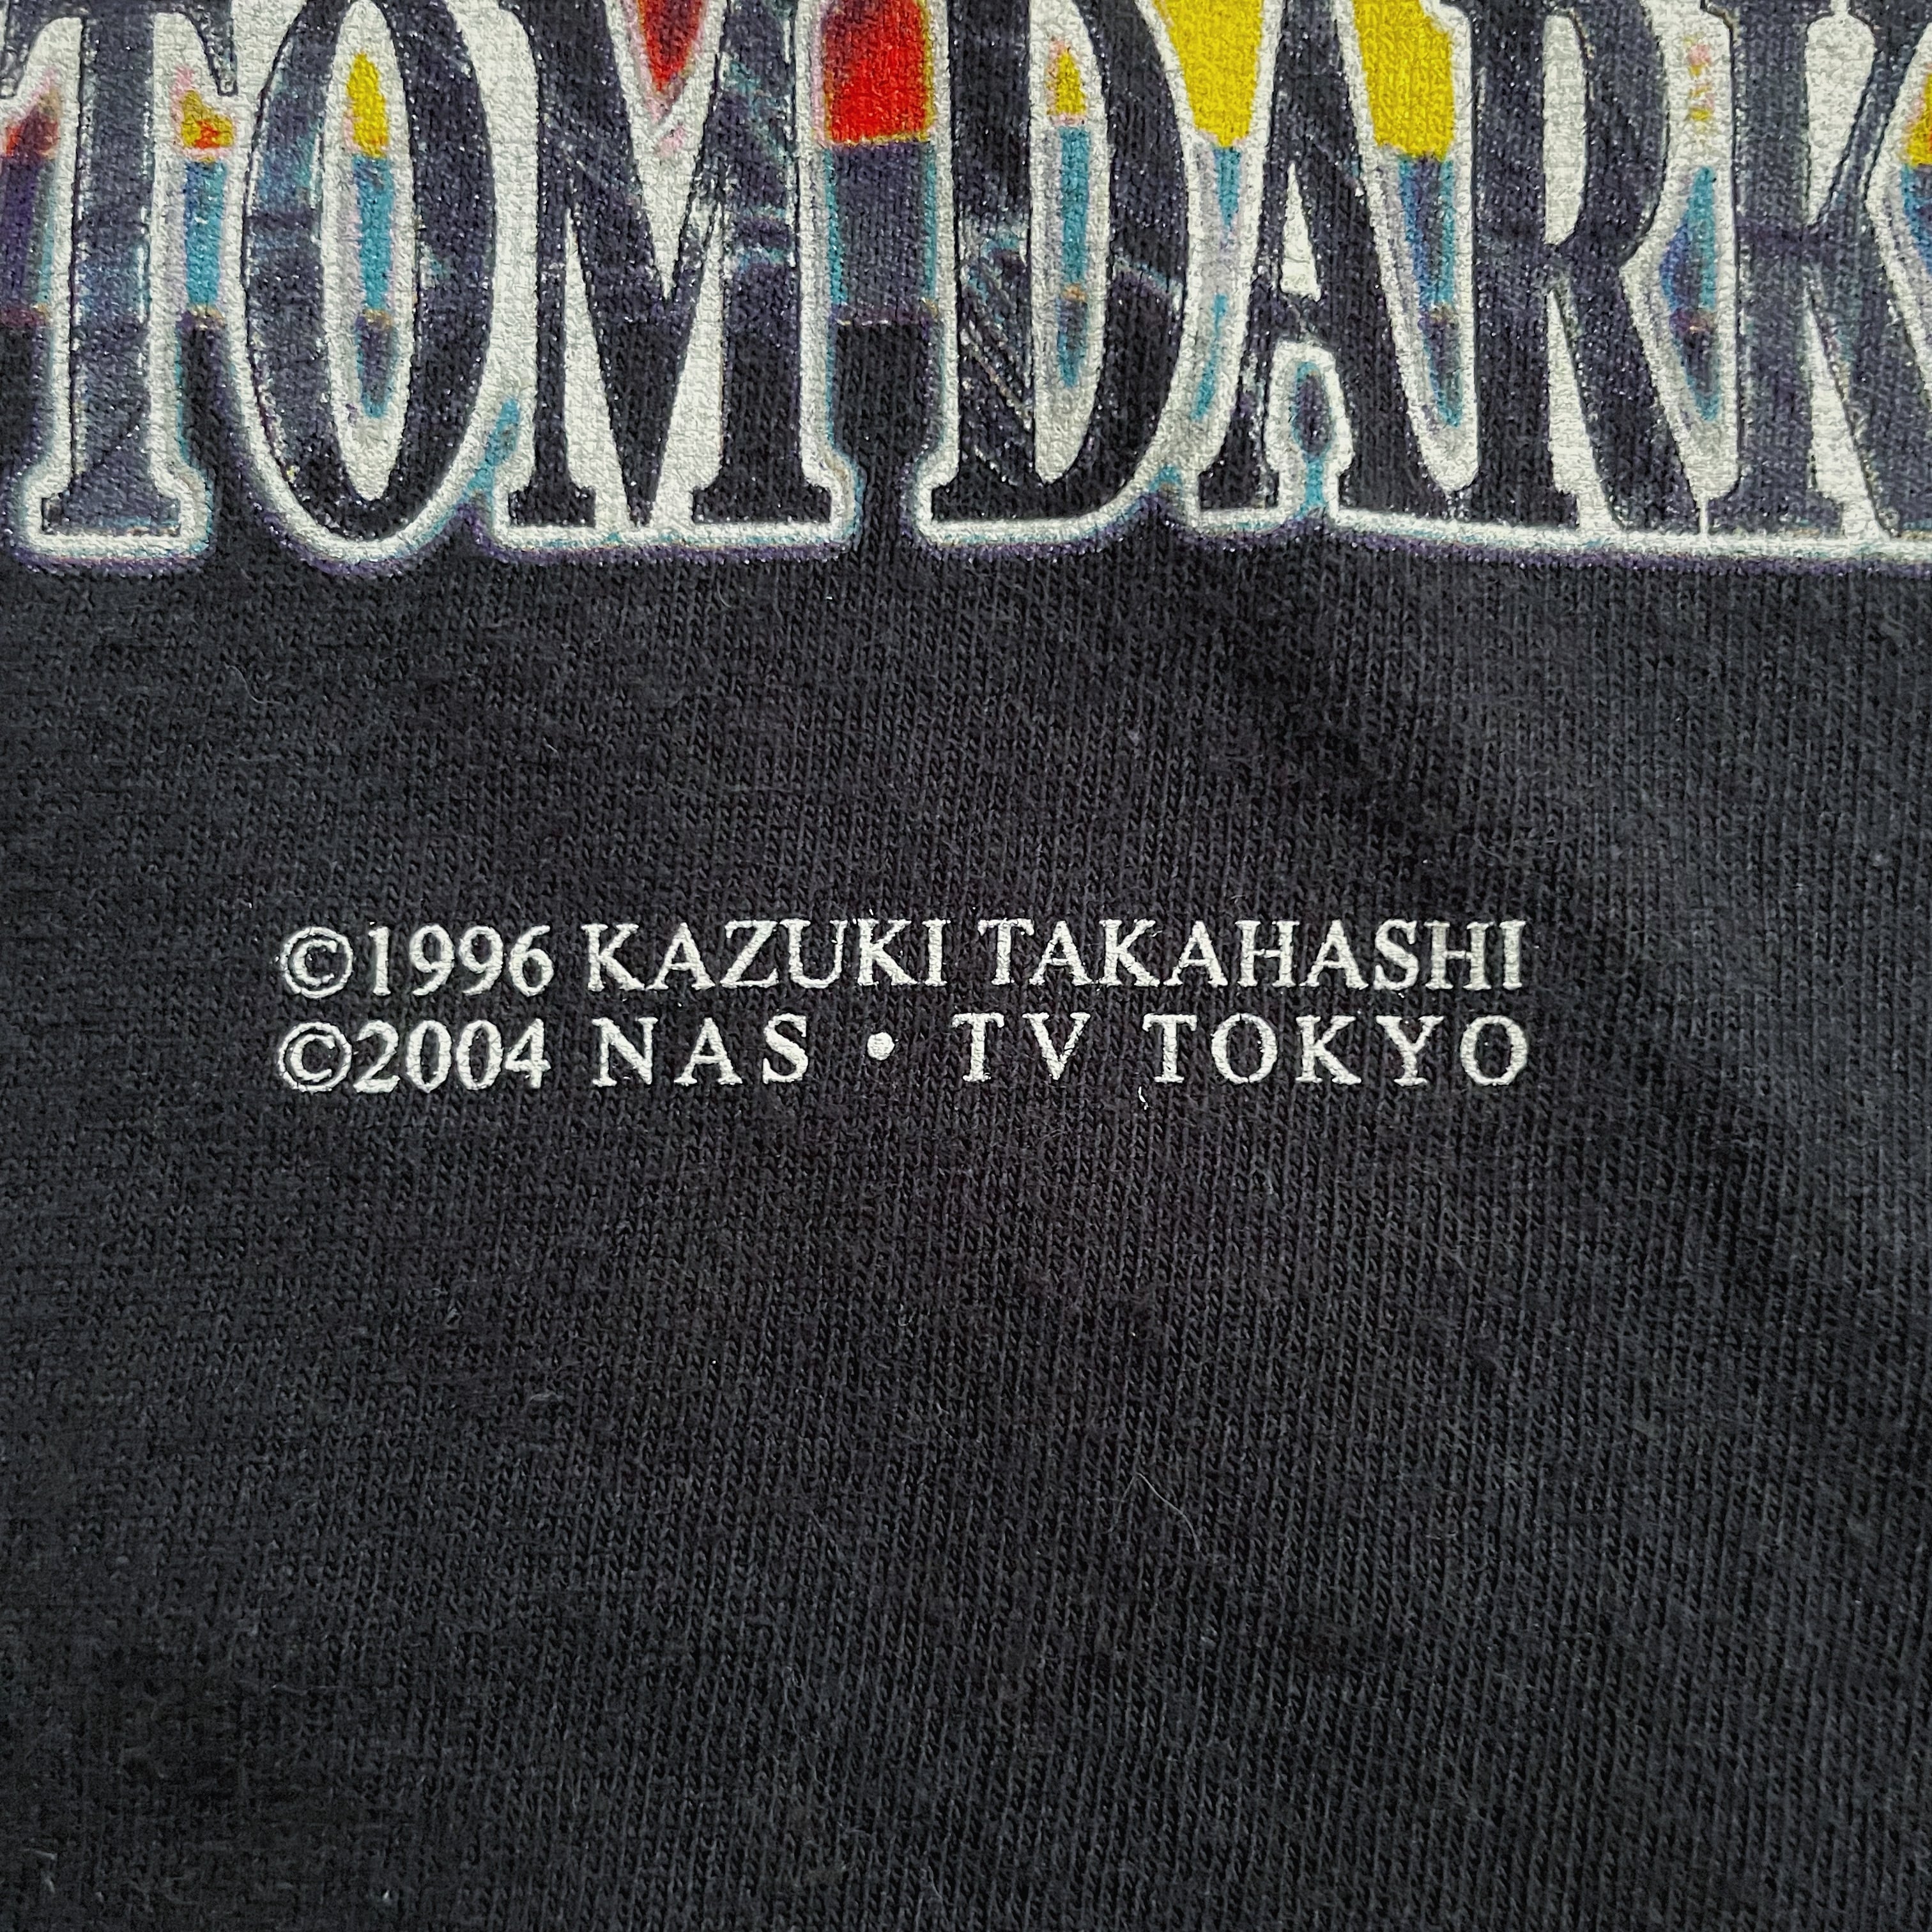 TOM DARK
©1996 KAZUKI TAKAHASHI
©2004 NAS • TV TOKYO